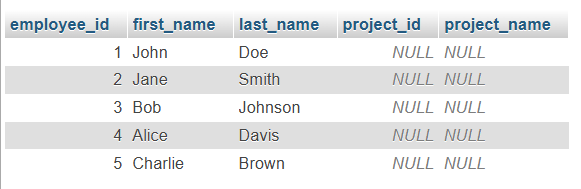 employee_id first_name last_name project_id project_name
1 John Doe NULL NULL
2 Jane Smith NULL NULL
3 Bob Johnson NULL NULL
4 Alice Davis NULL NULL
5 Charlie Brown NULL NULL